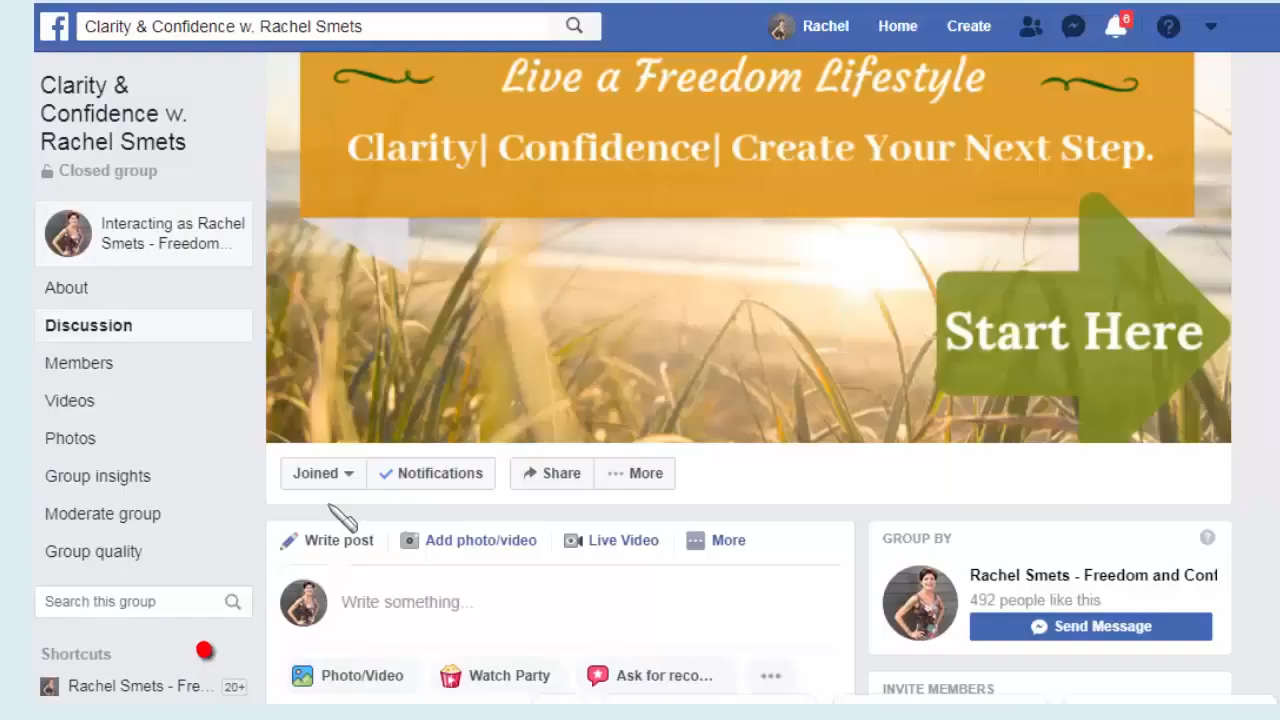 Clarity & Confidence w. Rachel Smets
Rachel
Home
Create
6
Clarity &
Confidence w.
Rachel Smets
Closed group
Interacting as Rachel
Smets - Freedom...
About
Discussion
Members
Videos
Photos
Group insights
Moderate group
Group quality
Search this group
Shortcuts
Rachel Smets - Fre... 20+
Live a Freedom Lifestyle
Clarity| Confidence| Create Your Next Step.
Start Here
Joined
Notifications
Share
More
Write post
Add photo/video
Live Video
More
Write something...
Photo/Video
Watch Party
Ask for reco...
GROUP BY
Rachel Smets - Freedom and Conf
492 people like this
Send Message
INVITE MEMBERS